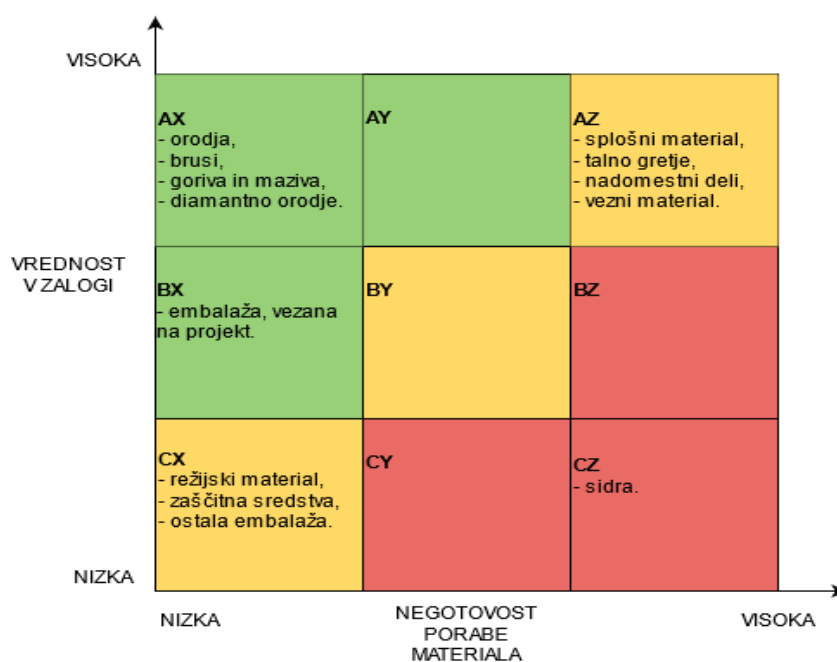 VISOKA
AX
- orodja,
- brusi,
- goriva in maziva,
- diamantno orodje.
AY
AZ
- splošni material,
- talno gretje,
- nadomestni deli,
- vezni material.
VREDNOST
V ZALOGI
BX
- embalaža, vezana
na projekt.
BY
BZ
CX
- režijski material,
- zaščitna sredstva,
- ostala embalaža.
CY
CZ
- sidra.
NIZKA
NIZKA
NEGOTOVOST
PORABE
MATERIALA
VISOKA